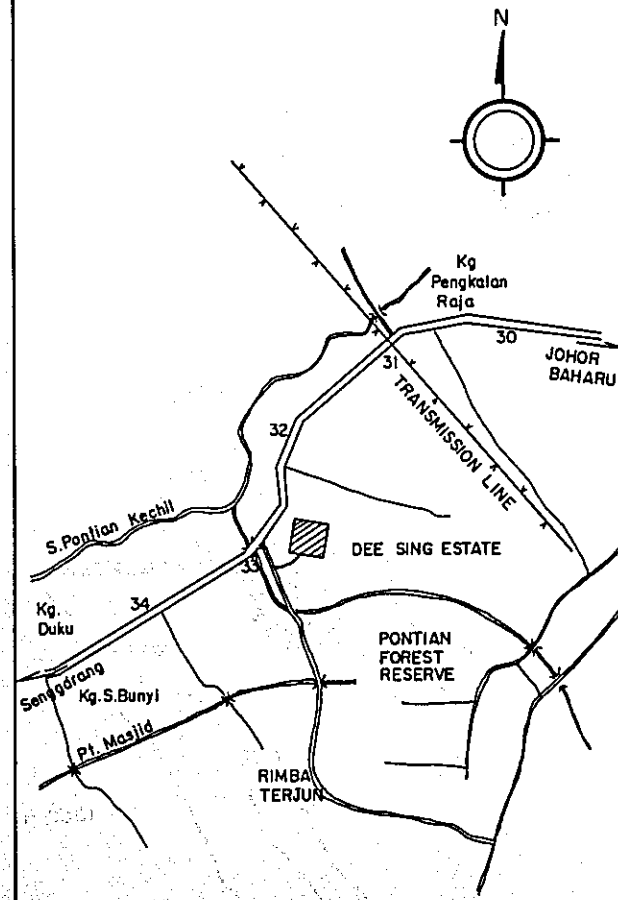 N
Kg
Pengkalan
Raja
30
JOHOR
BAHARU
31
TRANSMISSION LINE
32
S.Pontian Kechil
33
DEE SING ESTATE
Kg.
Duku
34
PONTIAN
FOREST
RESERVE
Senggarang
Kg.S.Bunyi
Pt. Masjid
RIMBA
TERJUN